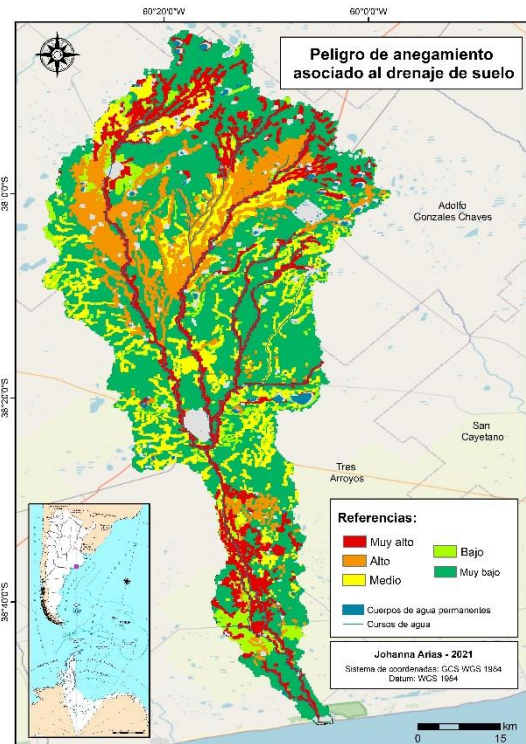 60°20'0"W
60°0'0"W
Peligro de anegamiento
asociado al drenaje de suelo
38°0'0"S
Adolfo
Gonzales Chaves
38°20'0"S
San
Cayetano
Tres
Arroyos
Referencias:
Muy alto
Alto
Medio
Bajo
Muy bajo
Cuerpos de agua permanentes
Cursos de agua
38°40'0"S
Johanna Arias - 2021
Sistema de coordenadas: GCS WGS 1984
Datum: WGS 1984
km
0
15